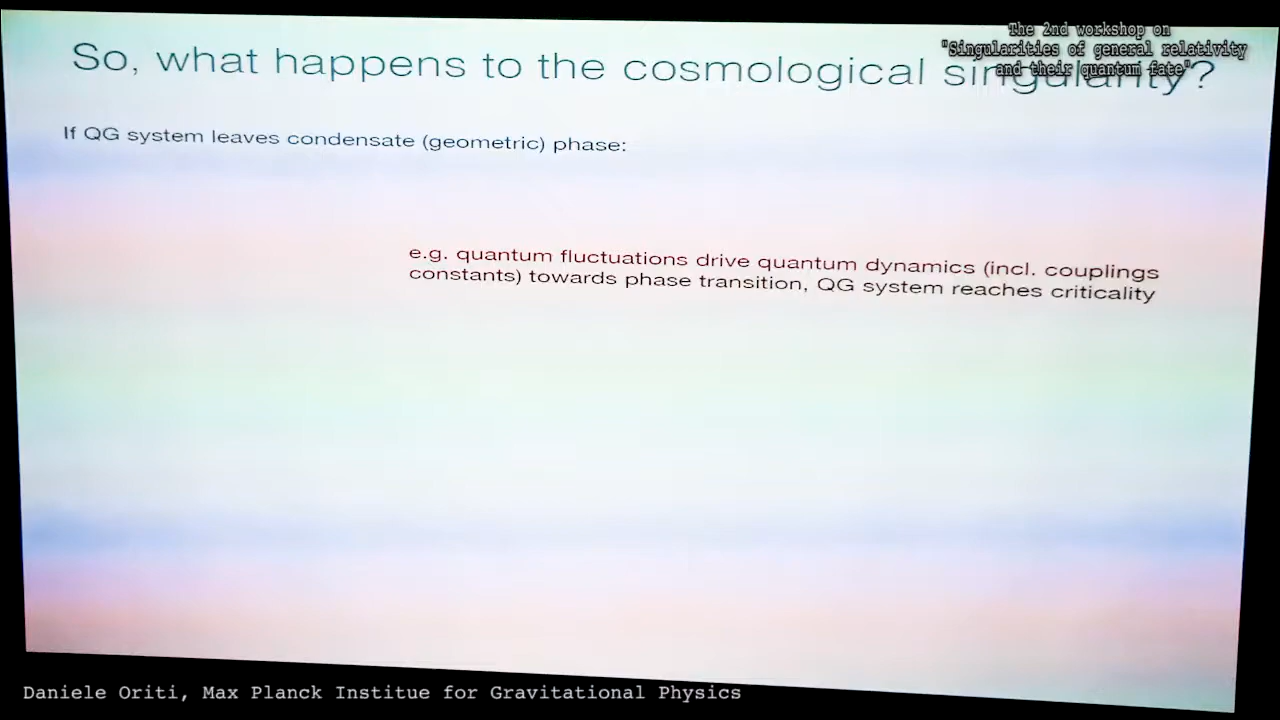 The 2nd workshop on
"Singularities of general relativity
and their quantum fate"
So, what happens to the cosmological singularity?
If QG system leaves condensate (geometric) phase:
e.g. quantum fluctuations drive quantum dynamics (incl. couplings
constants) towards phase transition, QG system reaches criticality
Daniele Oriti, Max Planck Institue for Gravitational Physics